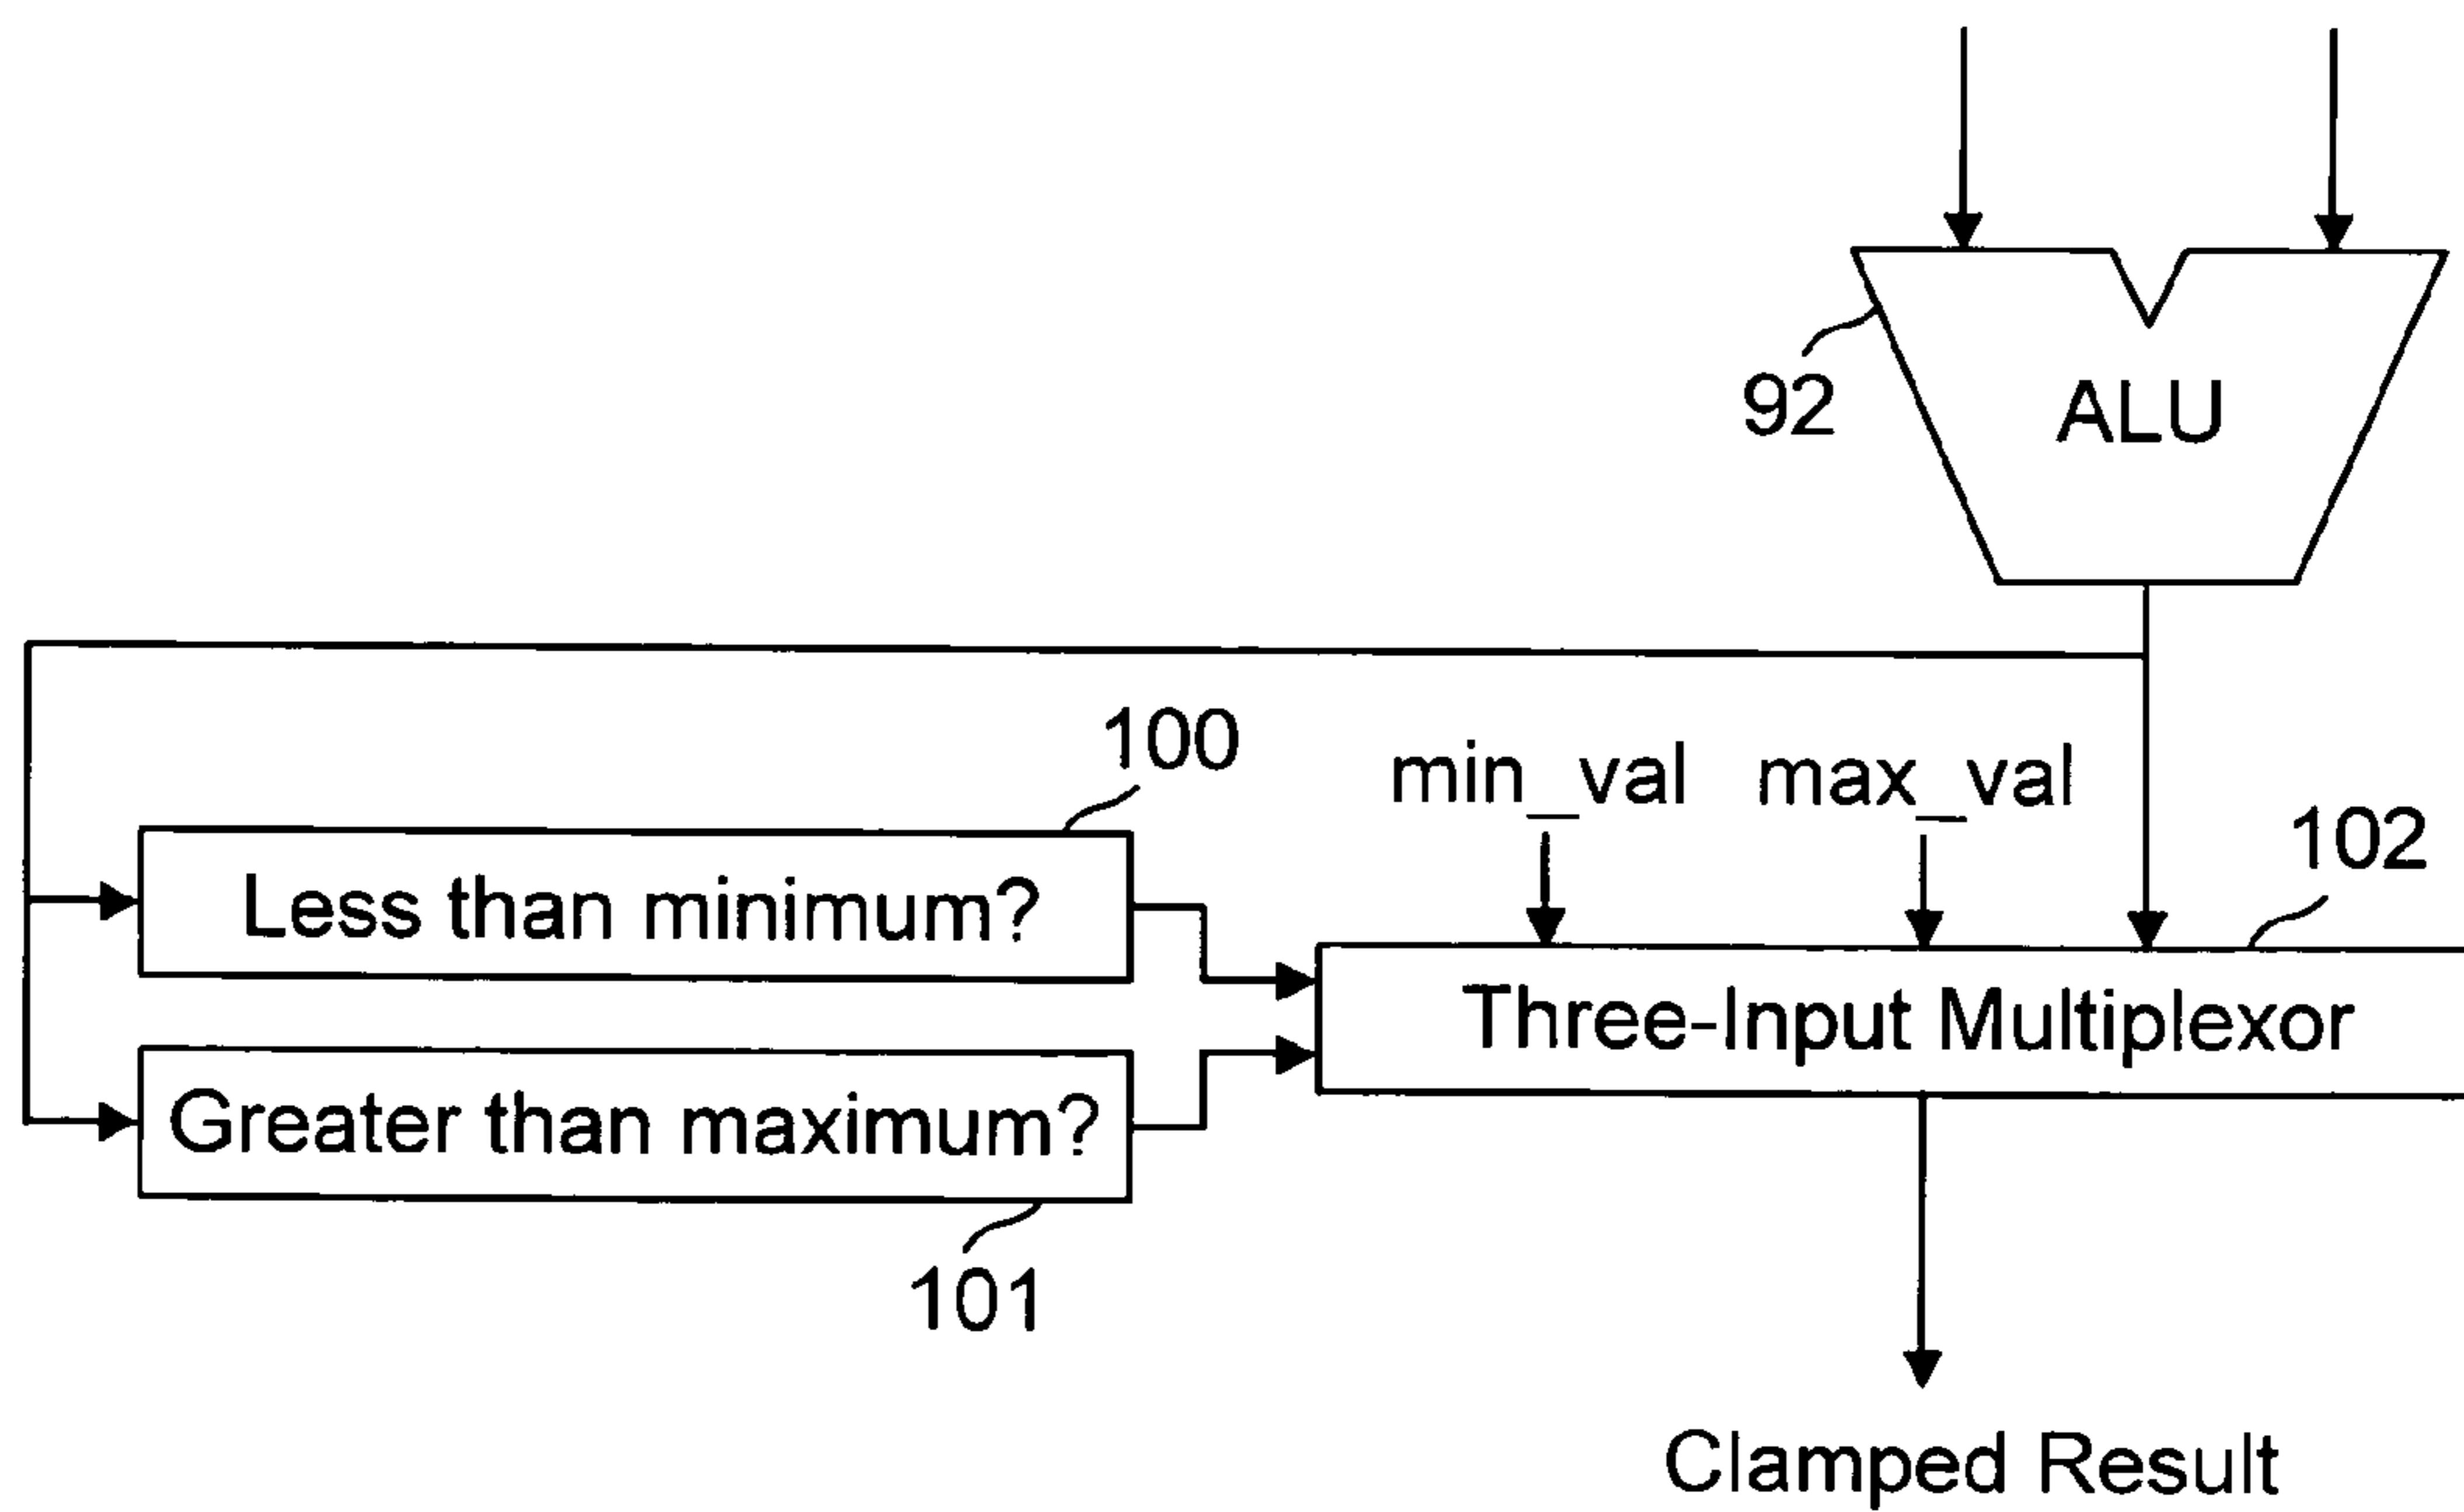 92
ALU
100
min_val
max_val
102
Less than minimum?
Three-Input Multiplexor
Greater than maximum?
101
Clamped Result